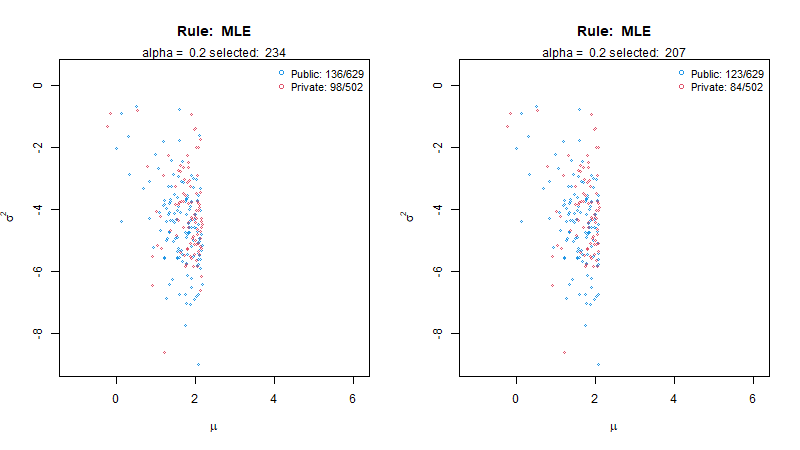 Rule: MLE
alpha = 0.2 selected: 234
Public: 136/629
Private: 98/502
0
-2
-4
-6
-8
σ²
0
2
4
6
μ
Rule: MLE
alpha = 0.2 selected: 207
Public: 123/629
Private: 84/502
0
-2
-4
-6
-8
σ²
0
2
4
6
μ